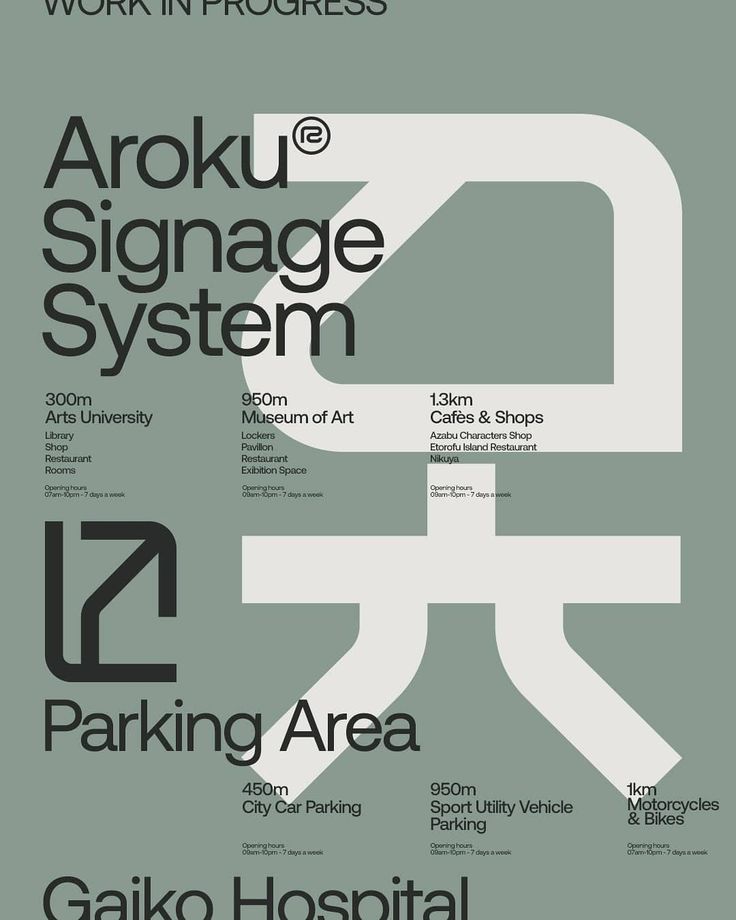 WORK IN PROGRESS
Aroku
Signage
System
300m
Arts University
Library
Shop
Restaurant
Rooms
Opening hours
07am-10pm - 7 days a week
950m
Museum of Art
Lockers
Pavillon
Restaurant
Exibition Space
Opening hours
09am-10pm - 7 days a week
1.3km
Cafès & Shops
Azabu Characters Shop
Etorofu Island Restaurant
Nikuya
Opening hours
09am-10pm - 7 days a week
Parking Area
450m
City Car Parking
Opening hours
09am-10pm - 7 days a week
950m
Sport Utility Vehicle
Parking
Opening hours
09am-10pm - 7 days a week
1km
Motorcycles
& Bikes
Opening hours
07am-10pm - 7 days a week
Gaiko Hospital